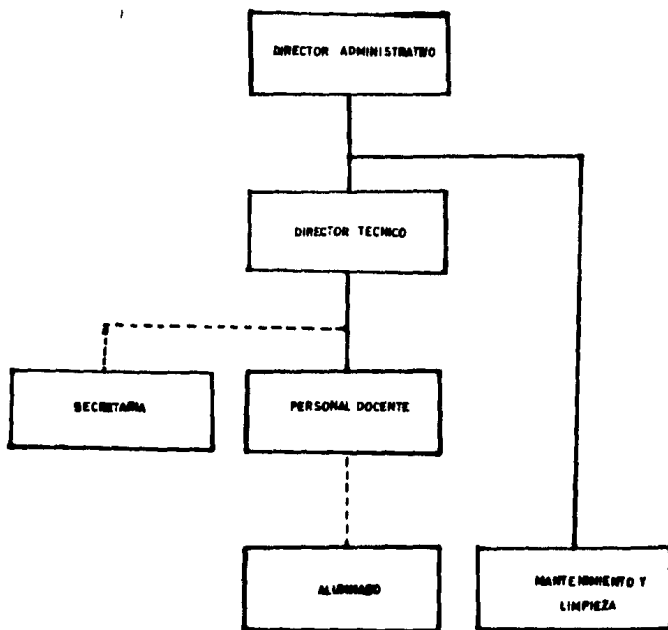 DIRECTOR ADMINISTRATIVO
DIRECTOR TECNICO
SECRETARIA
PERSONAL DOCENTE
ALUMNADO
MANTENIMIENTO Y
LIMPIEZA